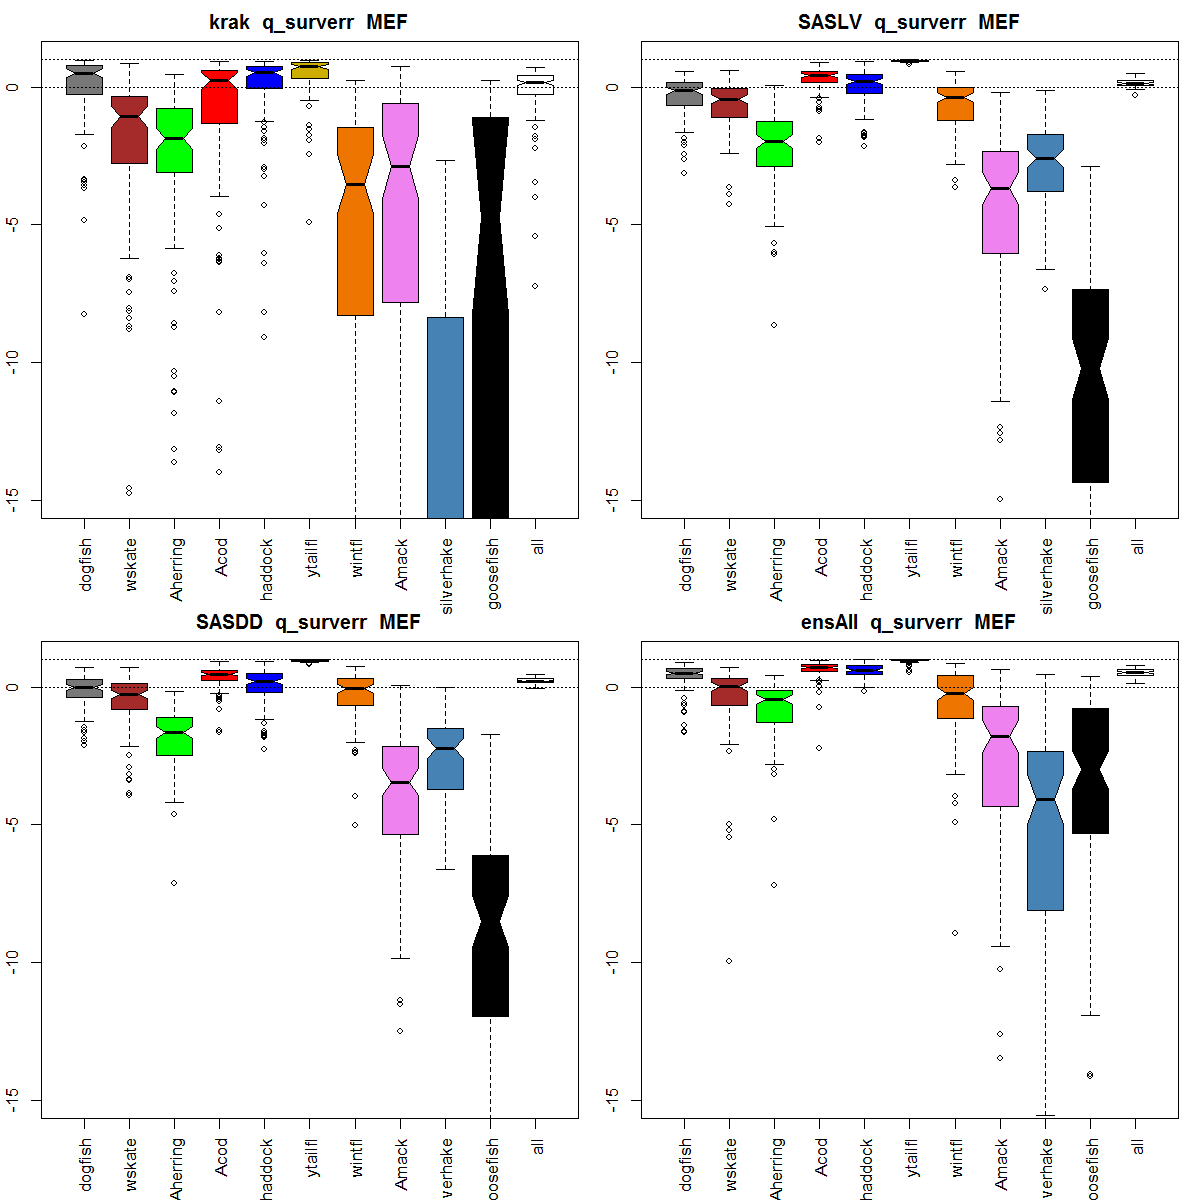 krak q_surverr MEF
0
-5
-10
-15
dogfish
wskate
Aherring
Acod
haddock
ytailfl
wintfl
Amack
silverhake
goosefish
all
SASLV q_surverr MEF
0
-5
-10
-15
dogfish
wskate
Aherring
Acod
haddock
ytailfl
wintfl
Amack
silverhake
goosefish
all
SASDD q_surverr MEF
0
-5
-10
-15
dogfish
wskate
Aherring
Acod
haddock
ytailfl
wintfl
Amack
verhake
oosefish
all
ensAll q_surverr MEF
0
-5
-10
-15
dogfish
wskate
Aherring
Acod
haddock
ytailfl
wintfl
Amack
verhake
oosefish
all